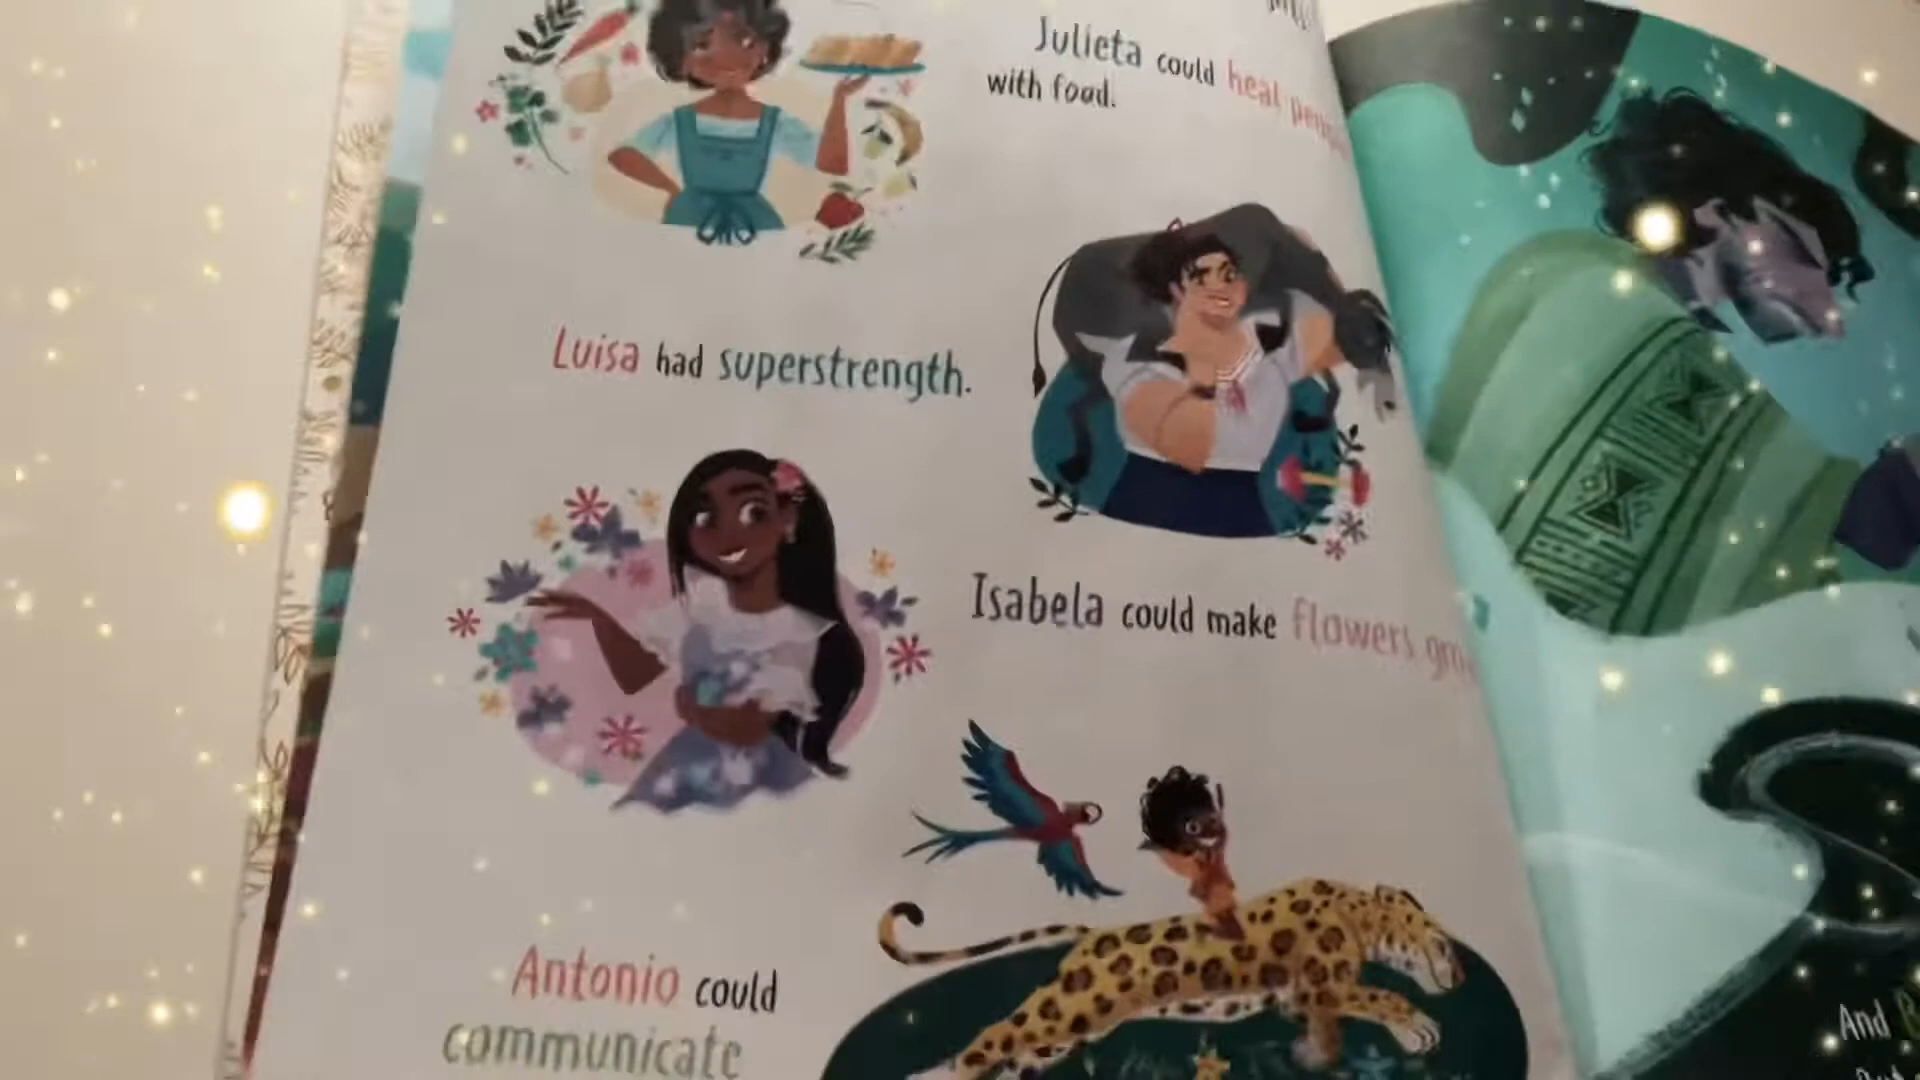 Julieta could heal
with food.
Luisa had superstrength.
Isabela could make flowers
Antonio could
communicate
And